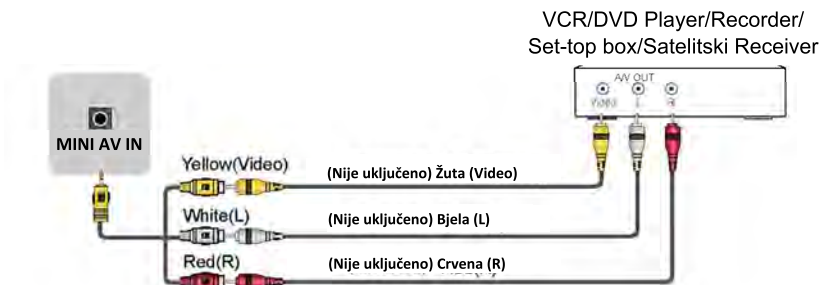 VCR/DVD Player/Recorder/
Set-top box/Satelitski Receiver
A/V OUT
Video L R
MINI AV IN
Yellow(Video)
(Nije uključeno) Žuta (Video)
White(L)
(Nije uključeno) Bjela (L)
Red(R)
(Nije uključeno) Crvena (R)